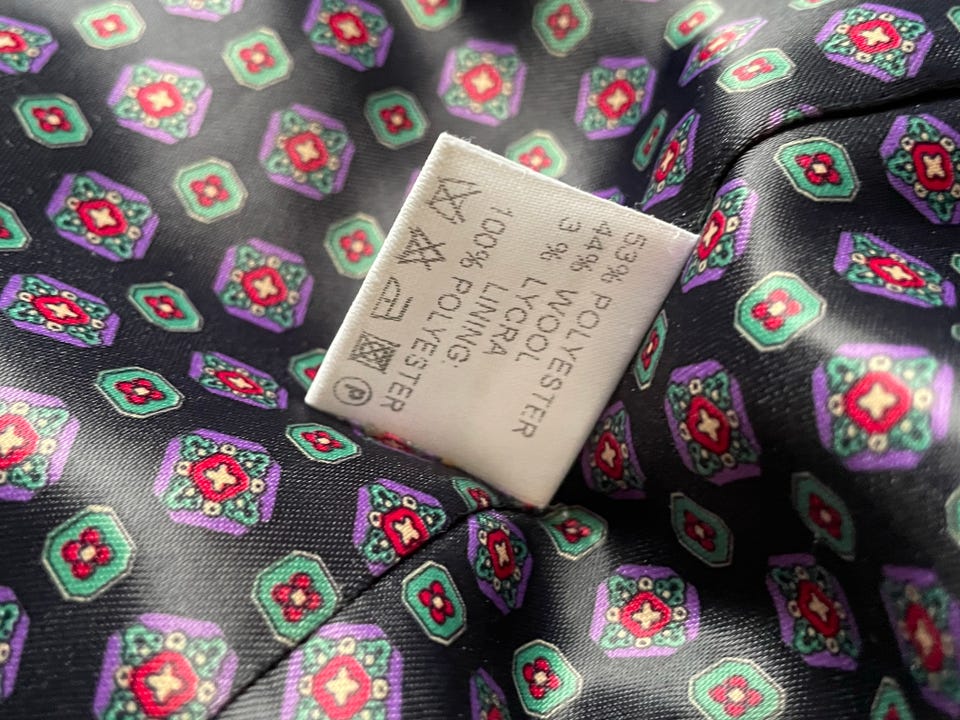 53% POLYESTER
44% WOOL
3 % LYCRA
LINING:
100% POLYESTER
P